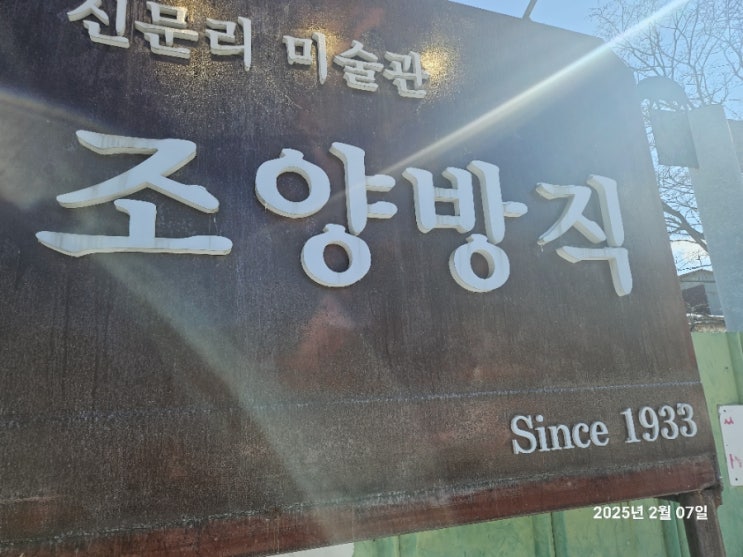 신문리 미술관
조양방직
Since 1933
2025년 2월 07일